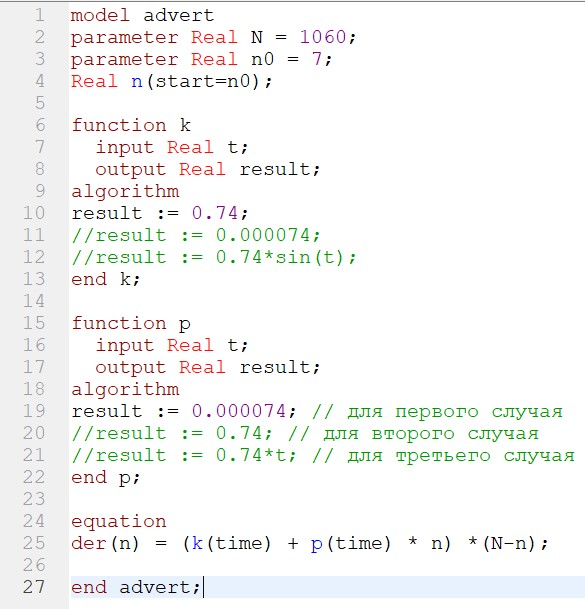 1 model advert
2 parameter Real N = 1060;
3 parameter Real n0 = 7;
4 Real n(start=n0);
5
6 function k
7   input Real t;
8   output Real result;
9 algorithm
10 result := 0.74;
11 //result := 0.000074;
12 //result := 0.74*sin(t);
13 end k;
14
15 function p
16   input Real t;
17   output Real result;
18 algorithm
19 result := 0.000074; // для первого случая
20 //result := 0.74; // для второго случая
21 //result := 0.74*t; // для третьего случая
22 end p;
23
24 equation
25 der(n) = (k(time) + p(time) * n) *(N-n);
26
27 end advert;